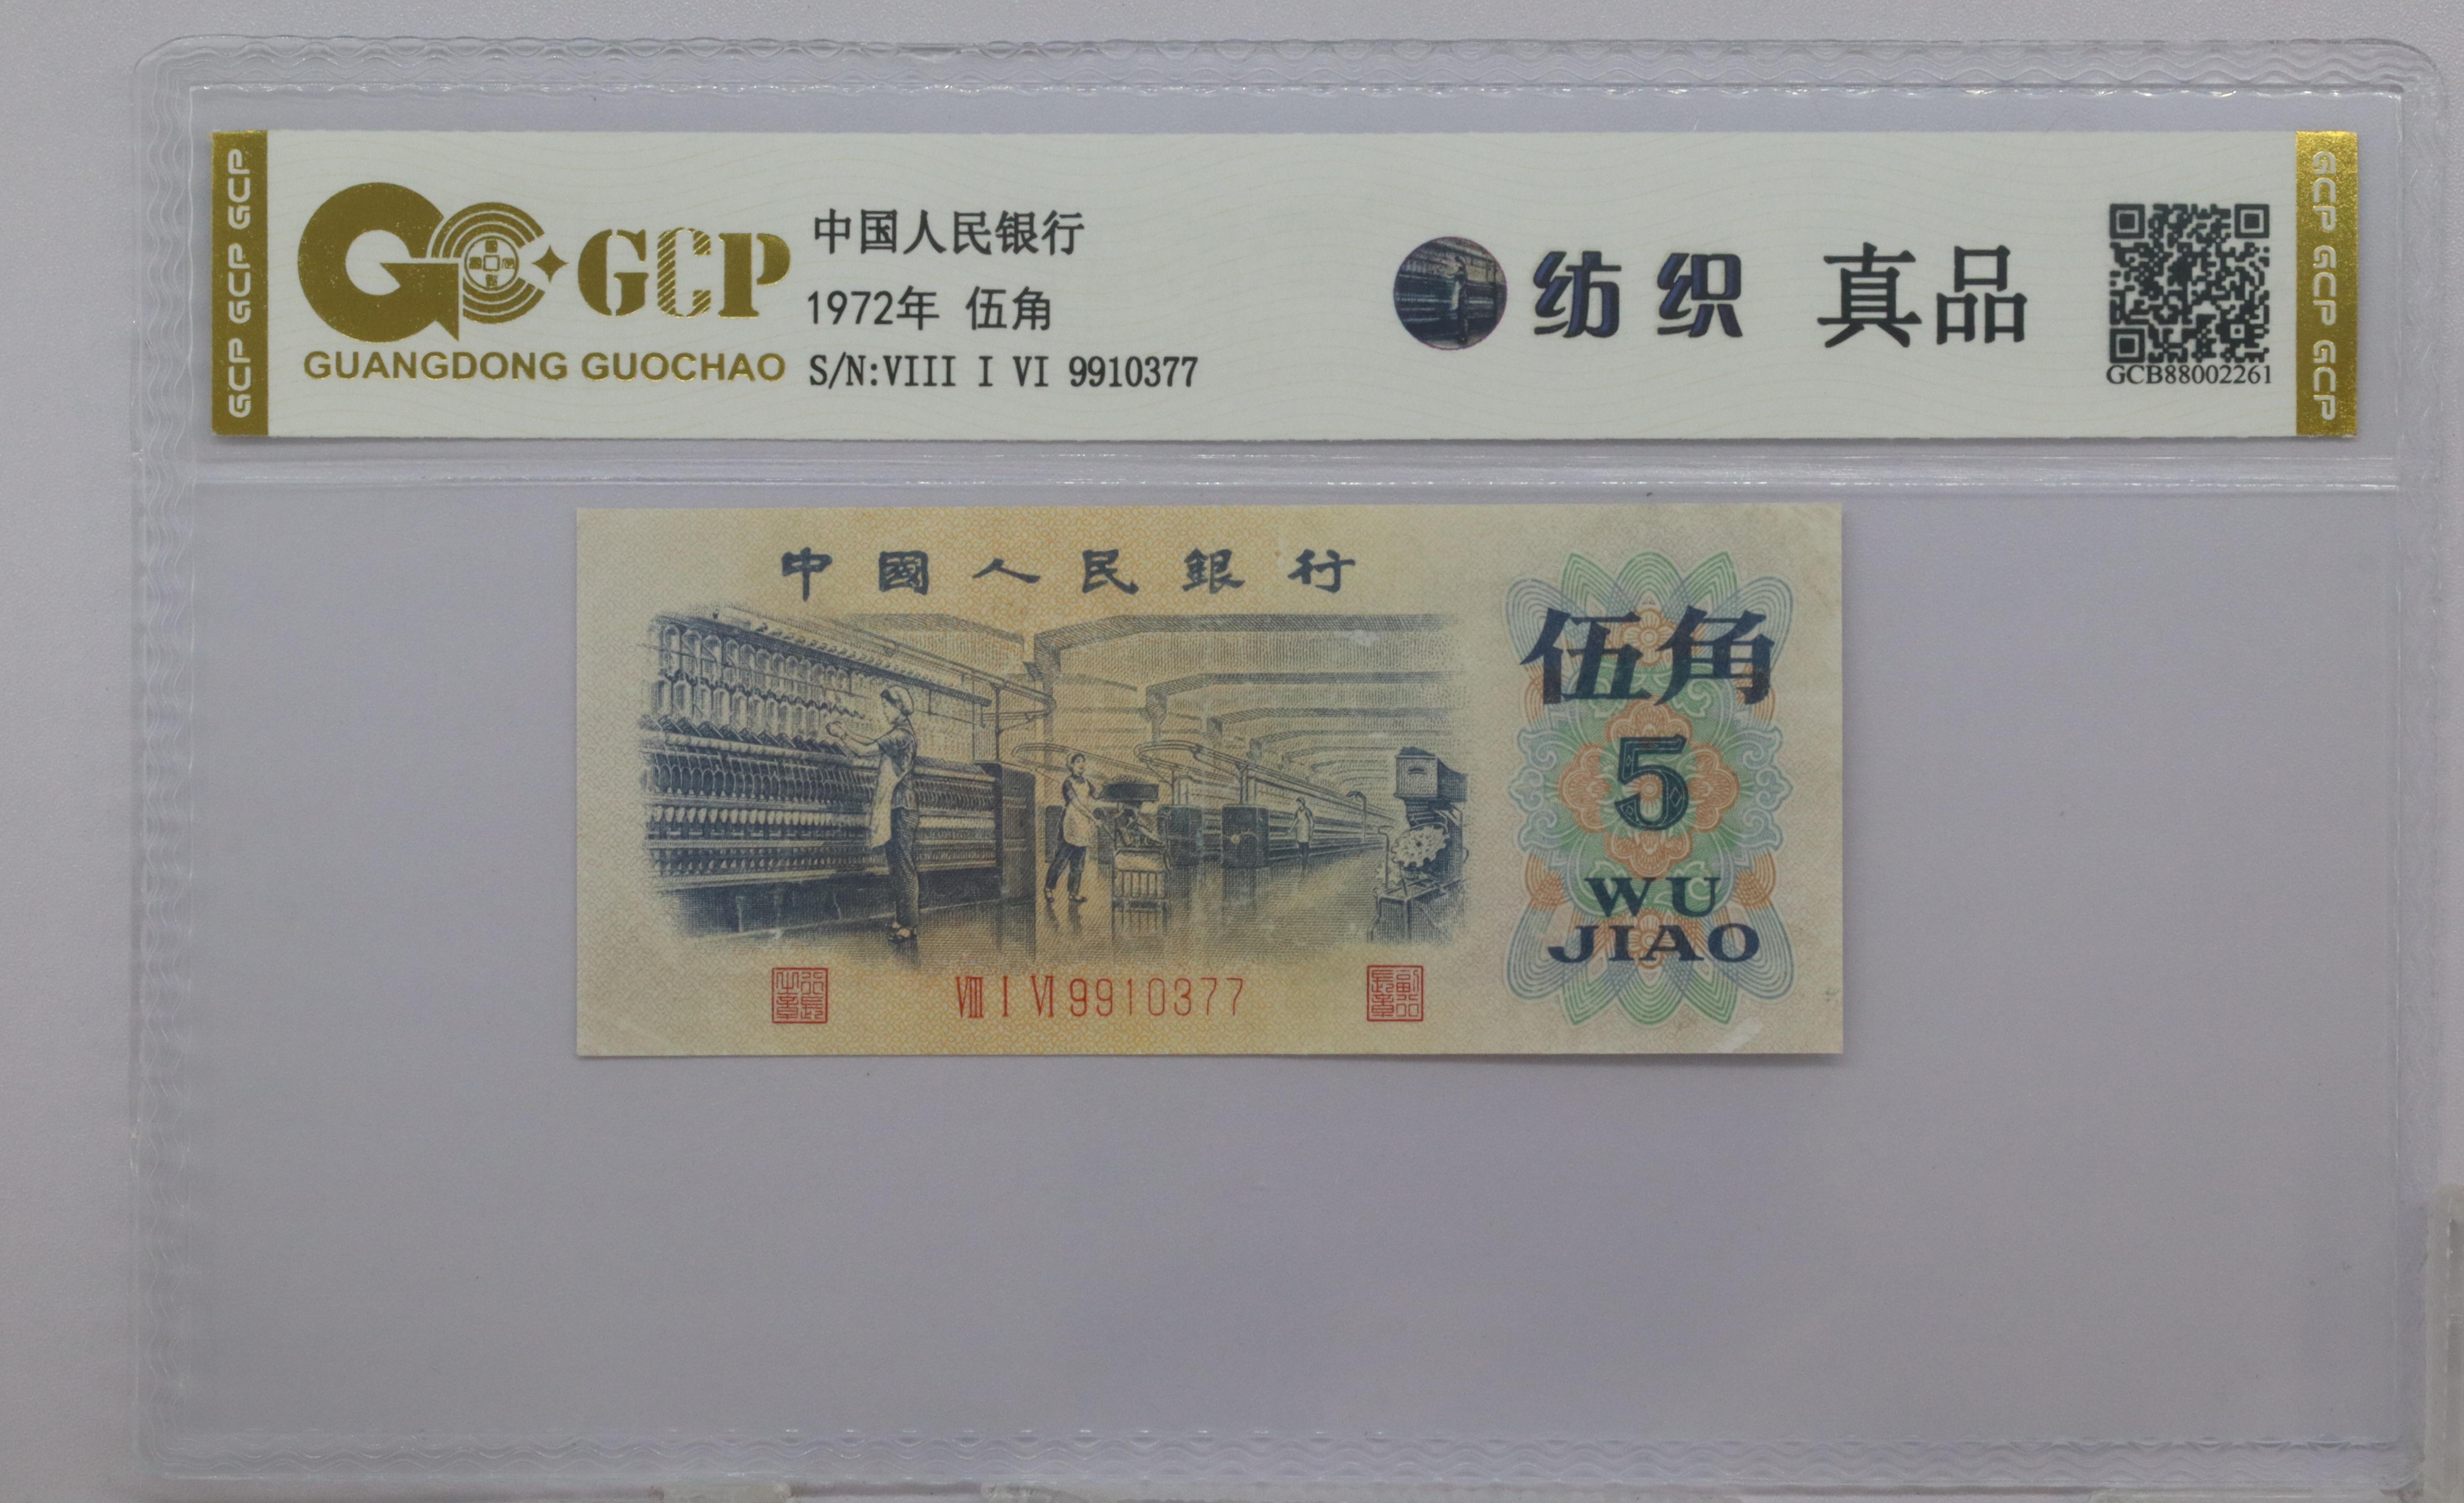 GCP GCP GCP
GCP
GUANGDONG GUOCHAO
中国人民银行
1972年 伍角
S/N:VIII I VI 9910377
纺织 真品
GCB88002261
GCP GCP GCP
中國人民銀行
伍角
5
WU
JIAO
VIII I VI 9910377